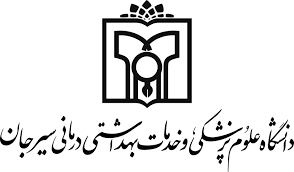 دانشگاه علوم پزشکی و خدمات بهداشتی درمانی سیرجان